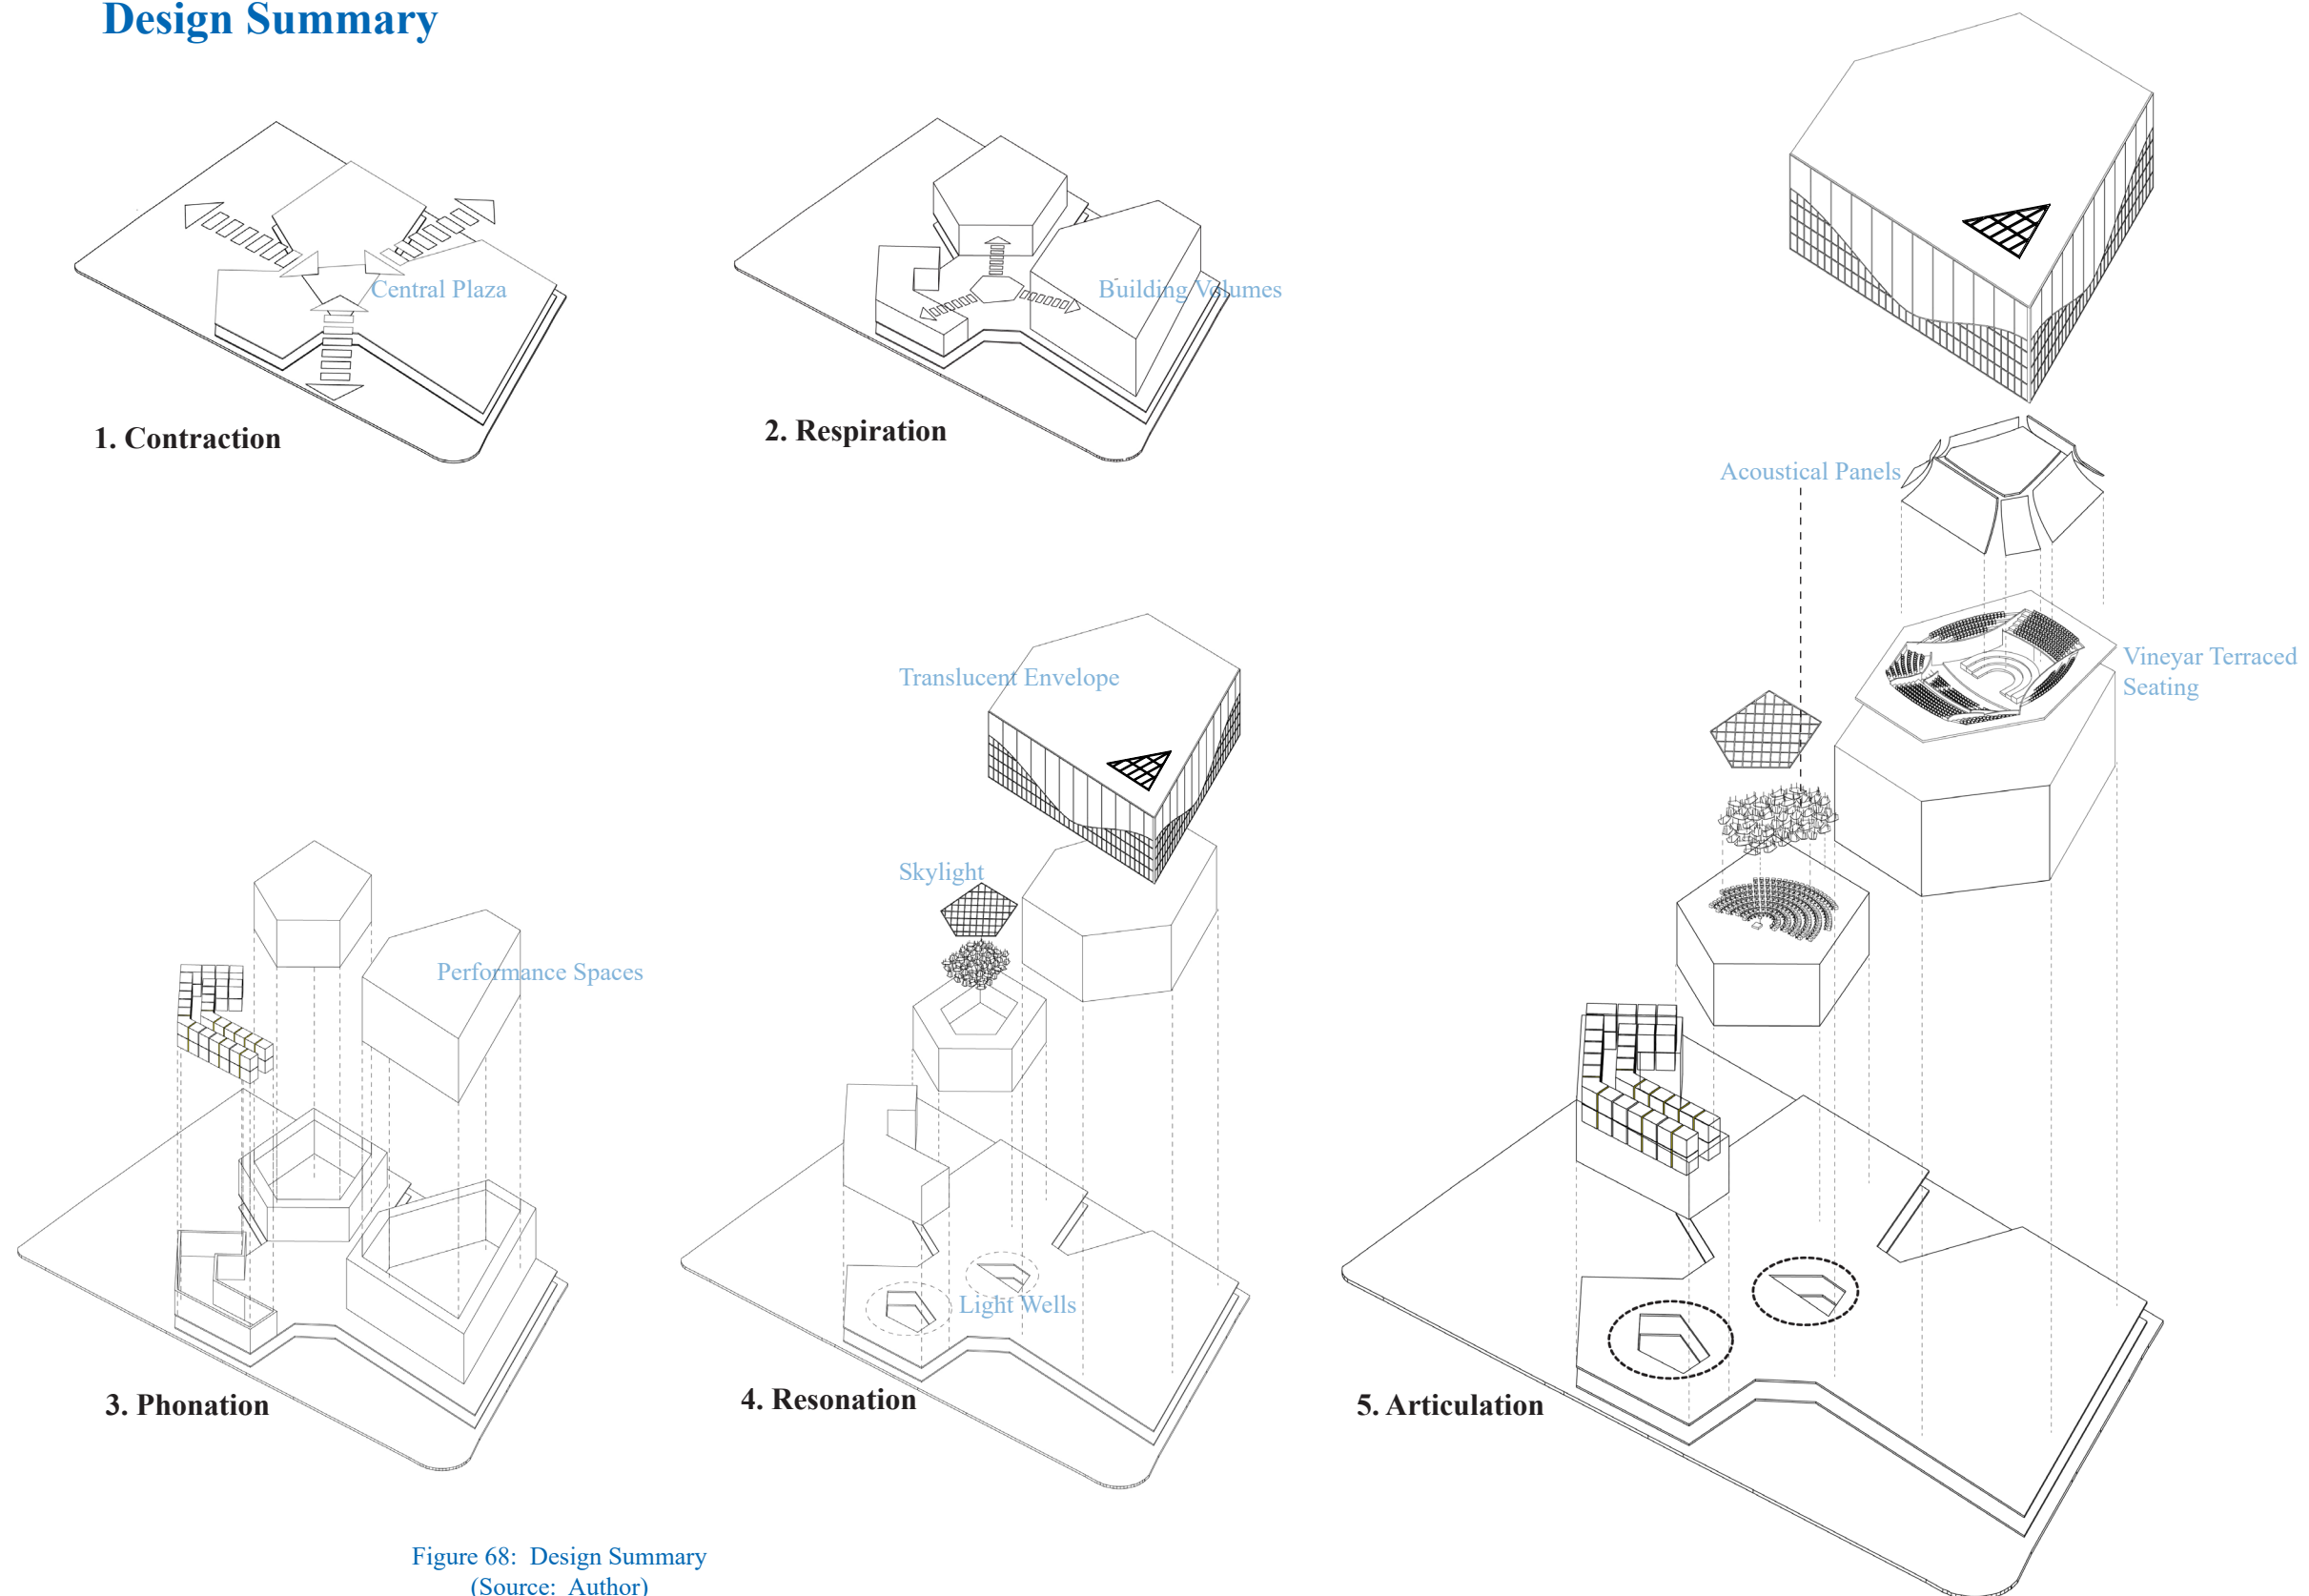 Design Summary
Central Plaza
1. Contraction
Building Volumes
2. Respiration
Performance Spaces
3. Phonation
Translucent Envelope
Skylight
Light Wells
4. Resonation
Acoustical Panels
Vineyar Terraced
Seating
5. Articulation
Figure 68:  Design Summary
(Source:  Author)